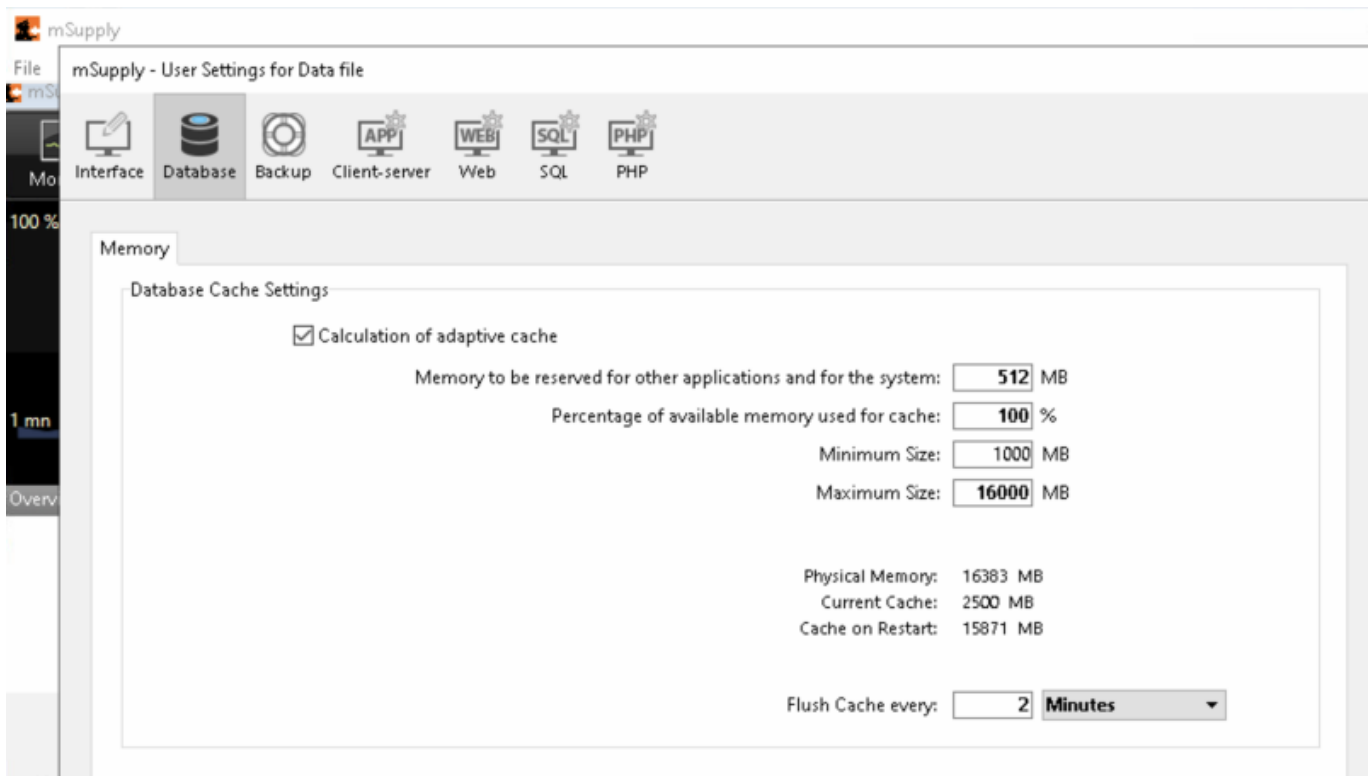 mSupply
File
mSupply - User Settings for Data file
mS
Interface Database Backup Client-server Web SQL PHP
APP WEB SQL PHP
Mo
100 %
Memory
Database Cache Settings
Calculation of adaptive cache
Memory to be reserved for other applications and for the system: 512 MB
Percentage of available memory used for cache: 100 %
1 mn
Minimum Size: 1000 MB
Maximum Size: 16000 MB
Overv
Physical Memory: 16383 MB
Current Cache: 2500 MB
Cache on Restart: 15871 MB
Flush Cache every: 2 Minutes